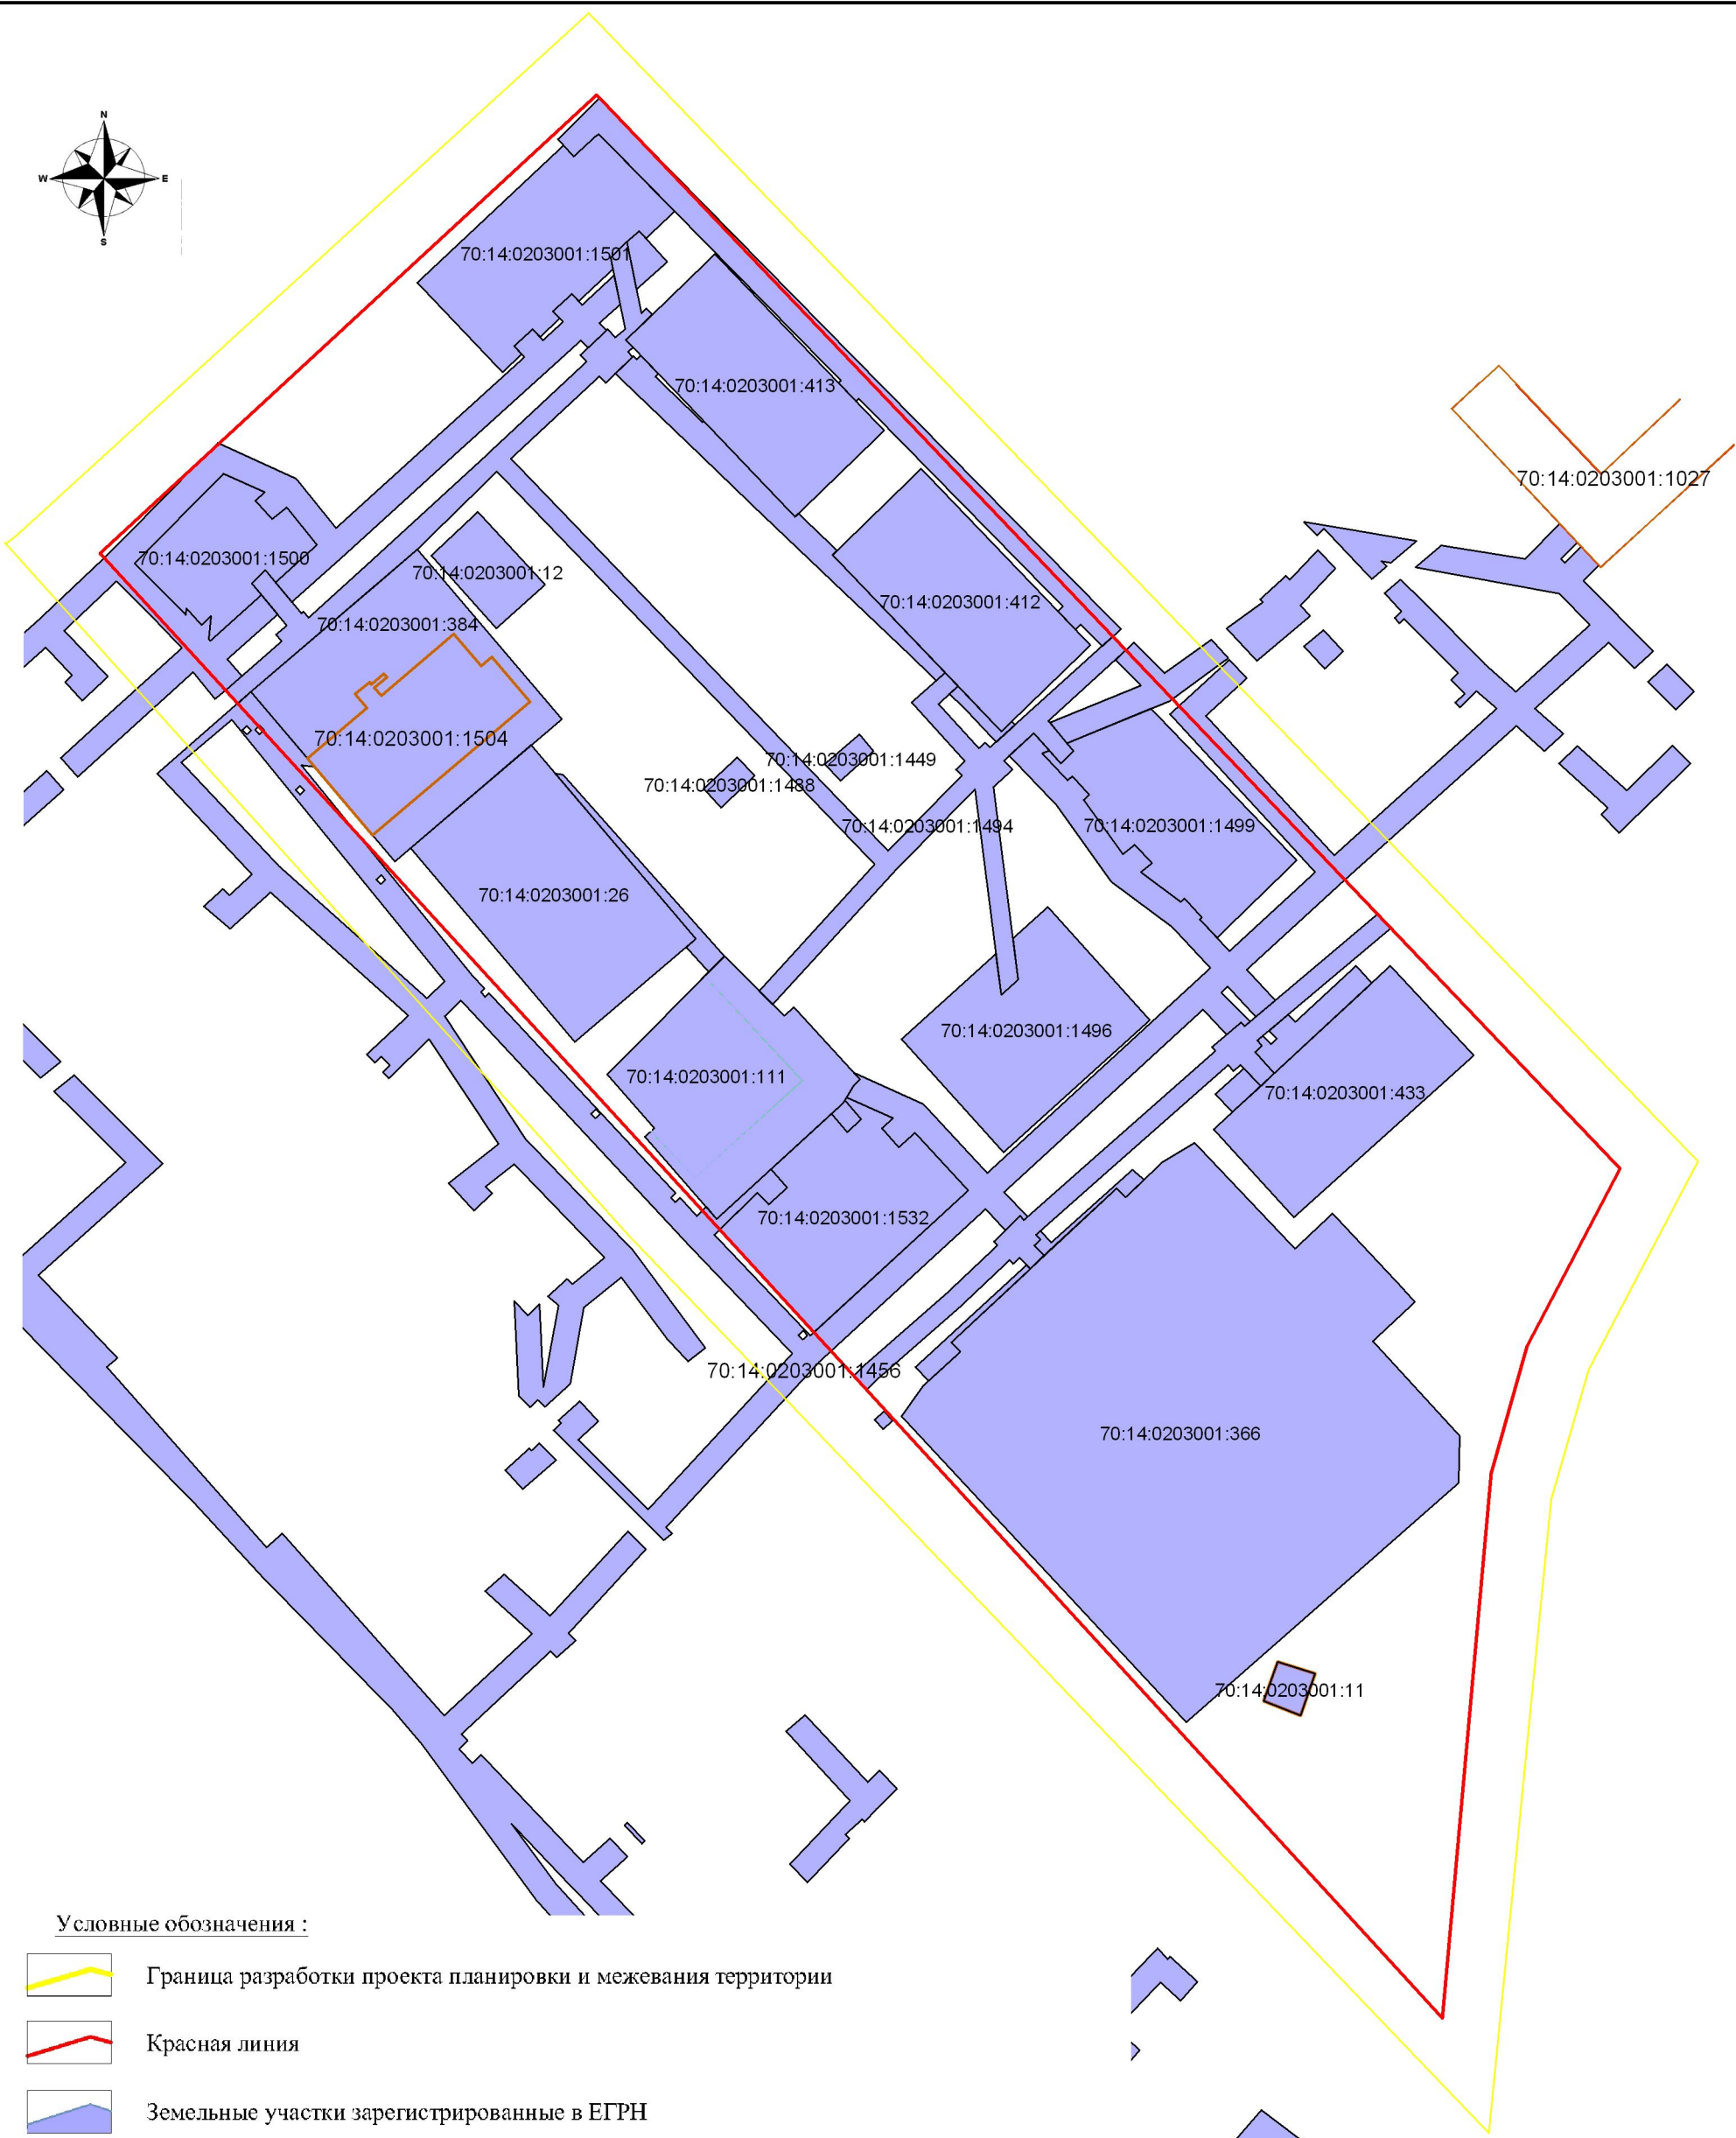 N
W E
S
70:14:0203001:1501
70:14:0203001:413
70:14:0203001:1027
70:14:0203001:1500
70:14:0203001:12
70:14:0203001:412
70:14:0203001:384
70:14:0203001:1504
70:14:0203001:1449
70:14:0203001:1488
70:14:0203001:1494
70:14:0203001:1499
70:14:0203001:26
70:14:0203001:1496
70:14:0203001:111
70:14:0203001:433
70:14:0203001:1532
70:14:0203001:1456
70:14:0203001:366
70:14:0203001:11
Условные обозначения :
Граница разработки проекта планировки и межевания территории
Красная линия
Земельные участки зарегистрированные в ЕГРН